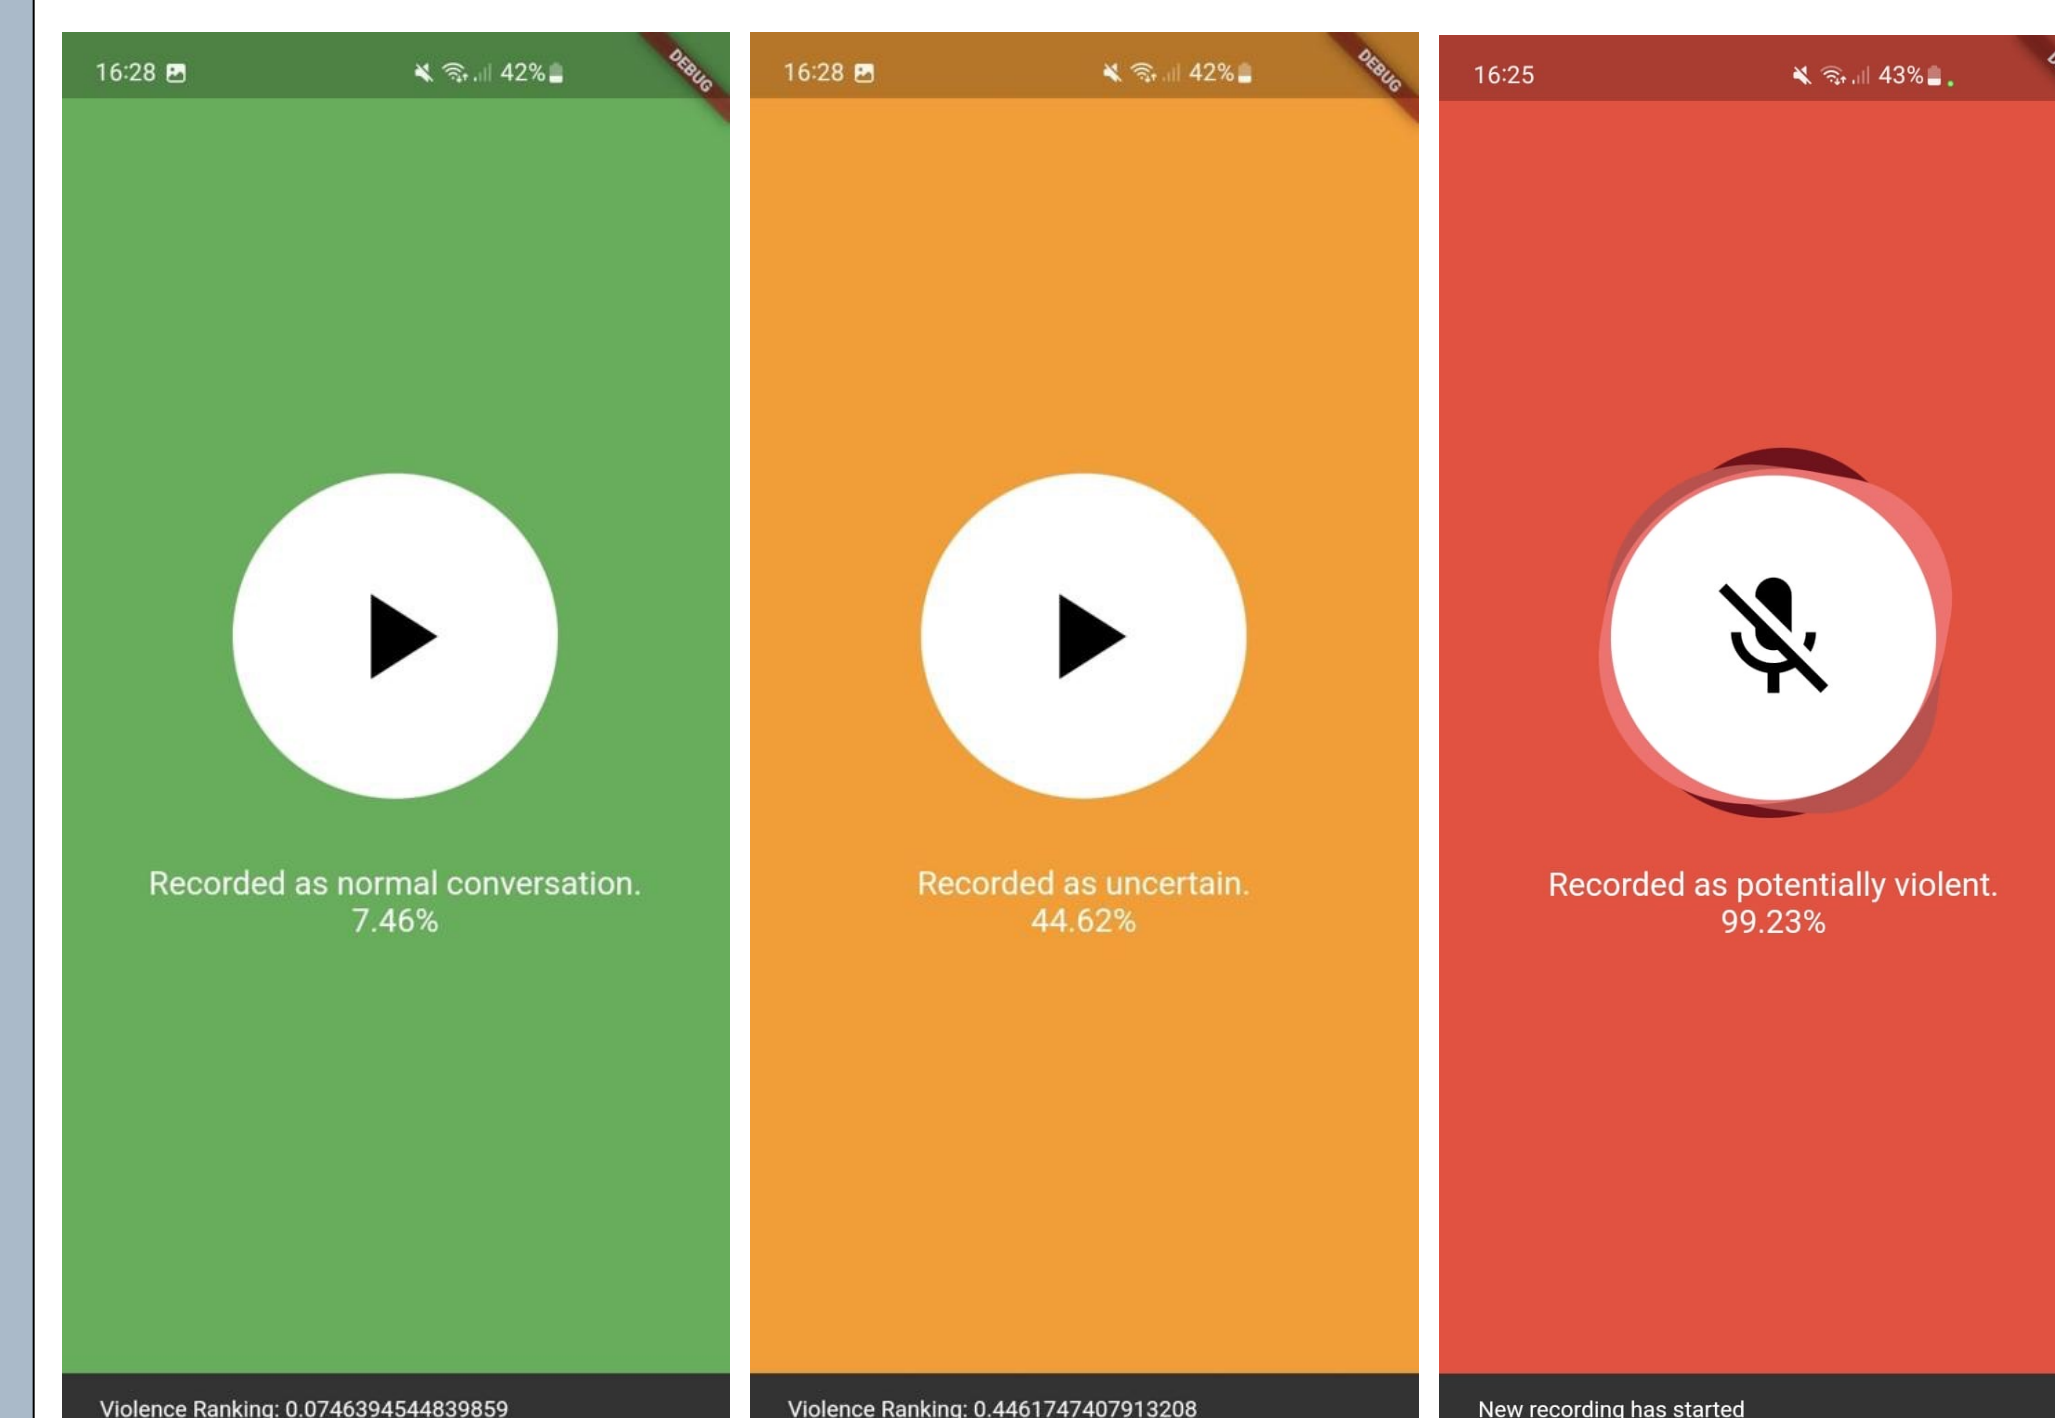 16:28
42%
DEBUG
Recorded as normal conversation.
7.46%
Violence Ranking: 0.0746394544839859
16:28
42%
DEBUG
Recorded as uncertain.
44.62%
Violence Ranking: 0.4461747407913208
16:25
43%
Recorded as potentially violent.
99.23%
New recording has started